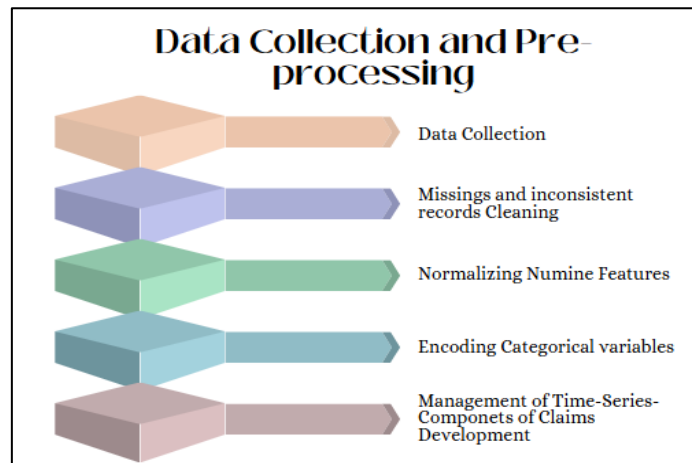 Data Collection and Pre-
processing
Data Collection
Missings and inconsistent
records Cleaning
Normalizing Numine Features
Encoding Categorical variables
Management of Time-Series-
Componets of Claims
Development